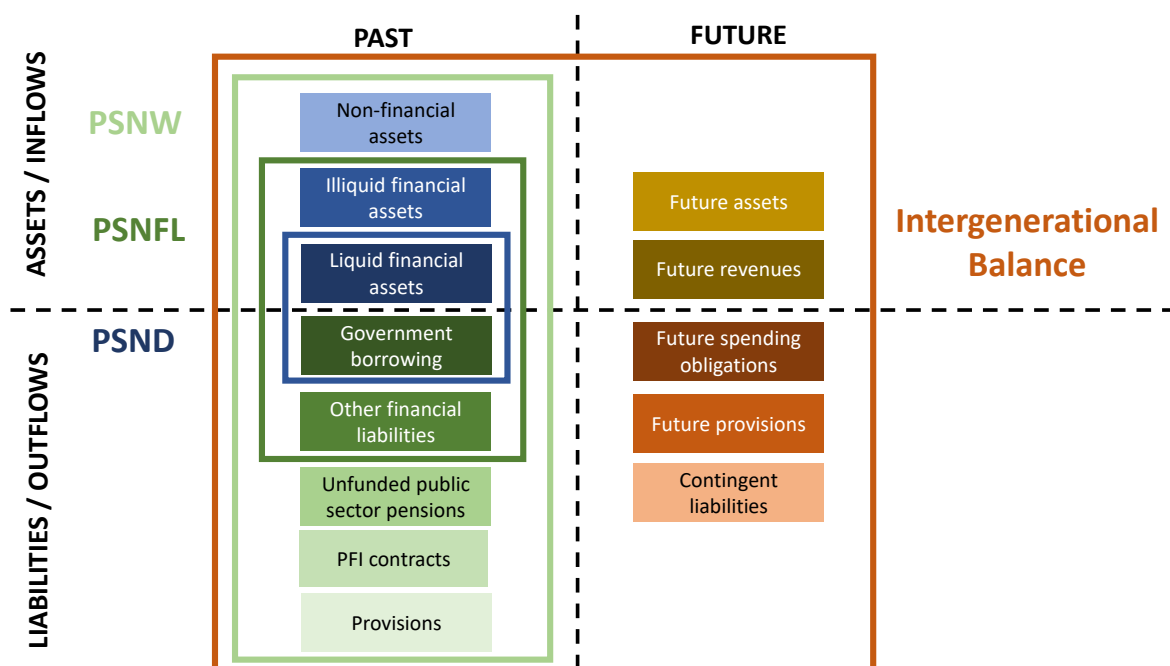 PAST
FUTURE
ASSETS / INFLOWS
PSNW
Non-financial
assets
PSNFL
Illiquid financial
assets
Liquid financial
assets
Future assets
Future revenues
Intergenerational
Balance
LIABILITIES / OUTFLOWS
PSND
Government
borrowing
Other financial
liabilities
Unfunded public
sector pensions
PFI contracts
Provisions
Future spending
obligations
Future provisions
Contingent
liabilities